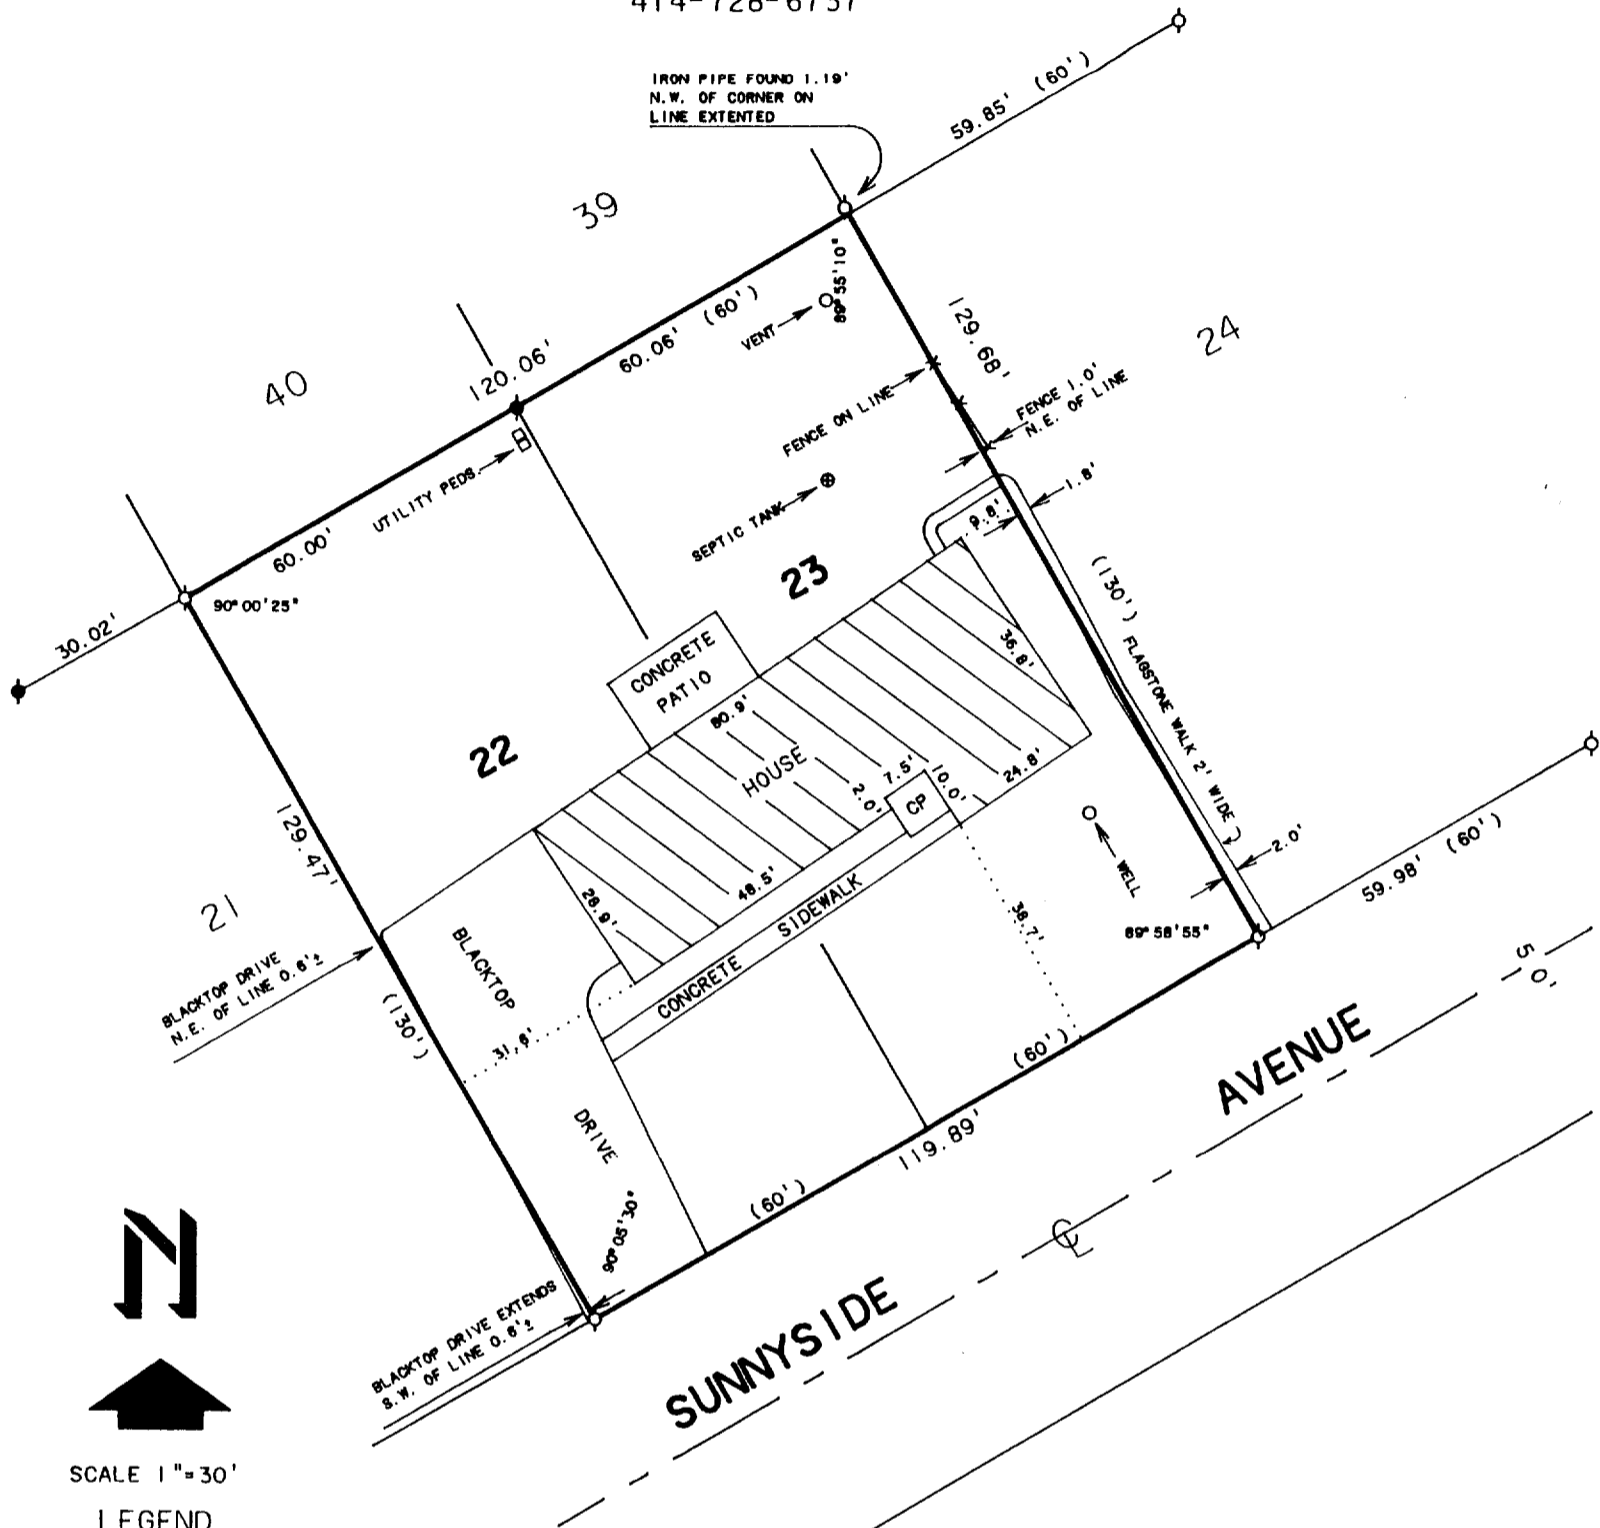 414-728-6757
IRON PIPE FOUND 1.19'
N.W. OF CORNER ON
LINE EXTENTED
59.85' (60')
39
89°55'10"
60.06' (60')
VENT
129.68'
24
40
120.06'
FENCE ON LINE
FENCE 1.0'
N.E. OF LINE
UTILITY PEDS.
60.00'
SEPTIC TANK
1.8'
9.8'
90°00'25"
30.02'
23
(130')
FLAGSTONE WALK 2' WIDE
CONCRETE
PATIO
36.8'
80.9'
22
HOUSE
2.0'
7.5'
10.0'
24.8'
CP
WELL
2.0'
59.98' (60')
129.47'
21
28.9'
48.5'
CONCRETE SIDEWALK
38.7'
89°58'55"
BLACKTOP
BLACKTOP DRIVE
N.E. OF LINE 0.6'±
(130')
31.6'
50'
(60')
DRIVE
119.89'
(60')
90°05'30"
BLACKTOP DRIVE EXTENDS
S.W. OF LINE 0.6'±
SUNNYSIDE AVENUE
CL
N
SCALE 1"=30'
LEGEND